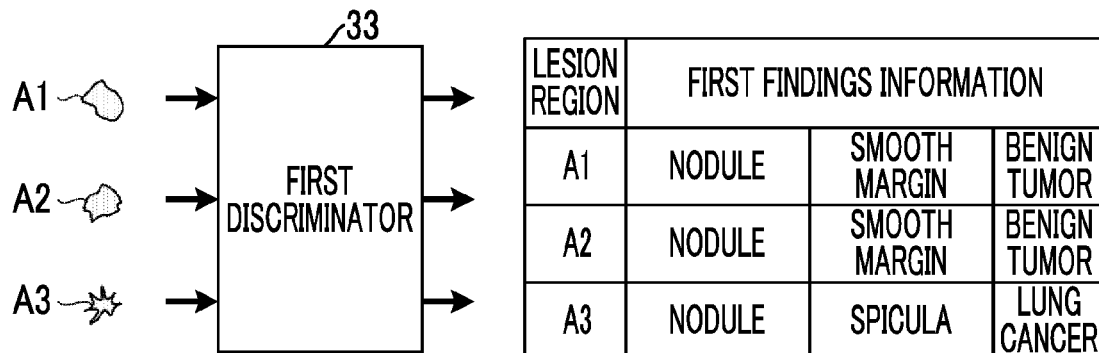 33
A1
A2
A3
FIRST
DISCRIMINATOR
LESION
REGION
FIRST FINDINGS INFORMATION
A1
NODULE
SMOOTH
MARGIN
BENIGN
TUMOR
A2
NODULE
SMOOTH
MARGIN
BENIGN
TUMOR
A3
NODULE
SPICULA
LUNG
CANCER